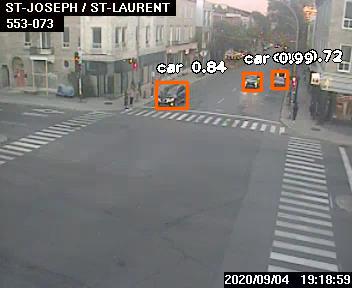 ST-JOSEPH / ST-LAURENT
553-073
car 0.84
car 0.99
0.72
2020/09/04 19:18:59